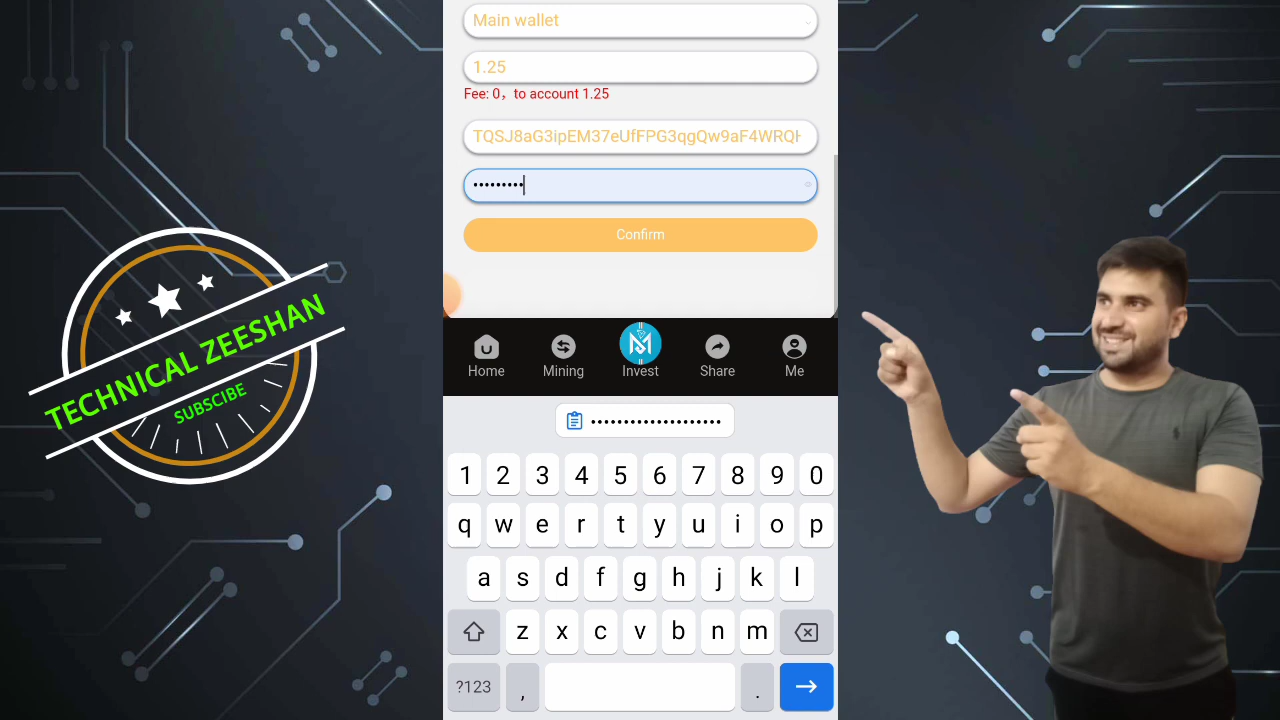 Main wallet
1.25
Fee: 0, to account 1.25
TQSJ8aG3ipEM37eUfFPG3qgQw9aF4WRQ
•••••••••
Confirm
Home Mining Invest Share Me
••••••••••••••••••••
1 2 3 4 5 6 7 8 9 0
q w e r t y u i o p
a s d f g h j k l
z x c v b n m
?123 , .
TECHNICAL ZEESHAN
SUBSCIBE